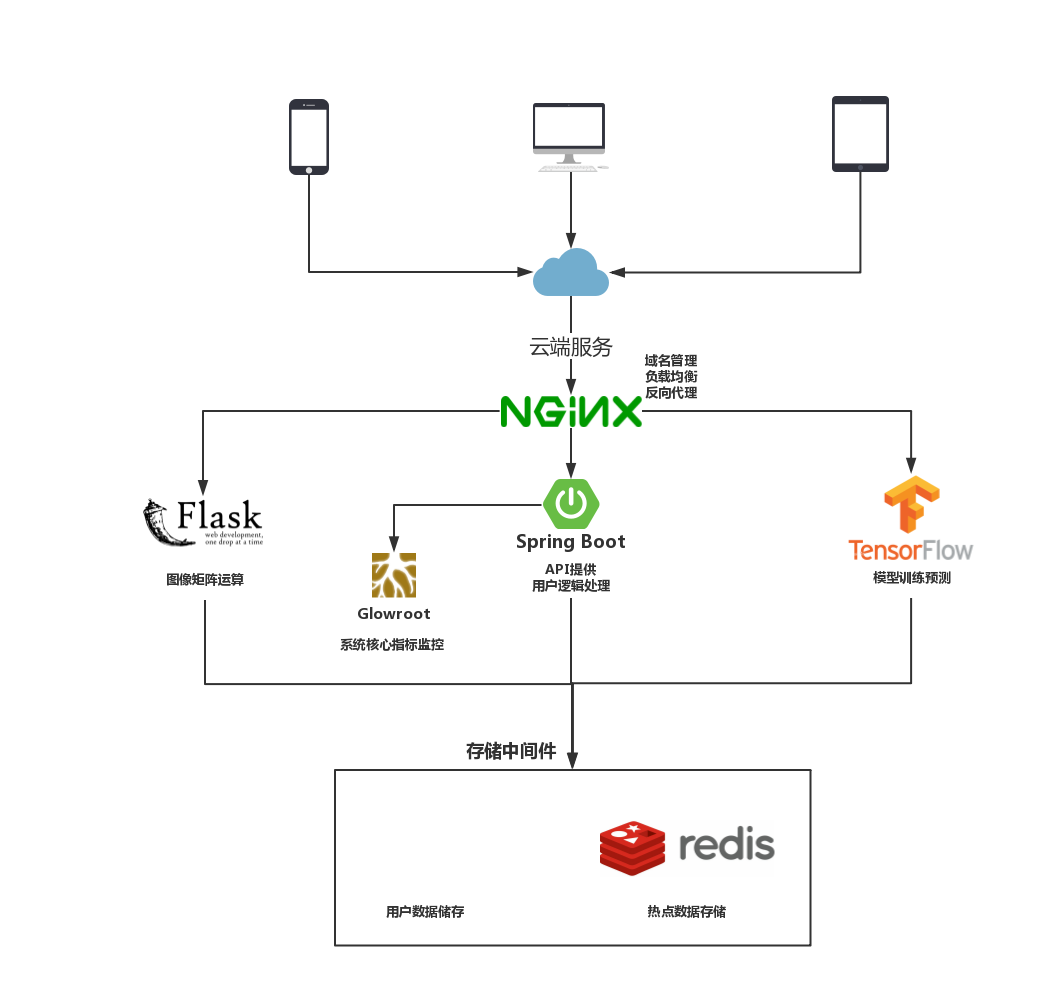 云端服务
域名管理
负载均衡
反向代理
NGiNX
Flask
web development,
one drop at a time
图像矩阵运算
Spring Boot
API提供
用户逻辑处理
TensorFlow
模型训练预测
Glowroot
系统核心指标监控
存储中间件
redis
用户数据储存
热点数据存储